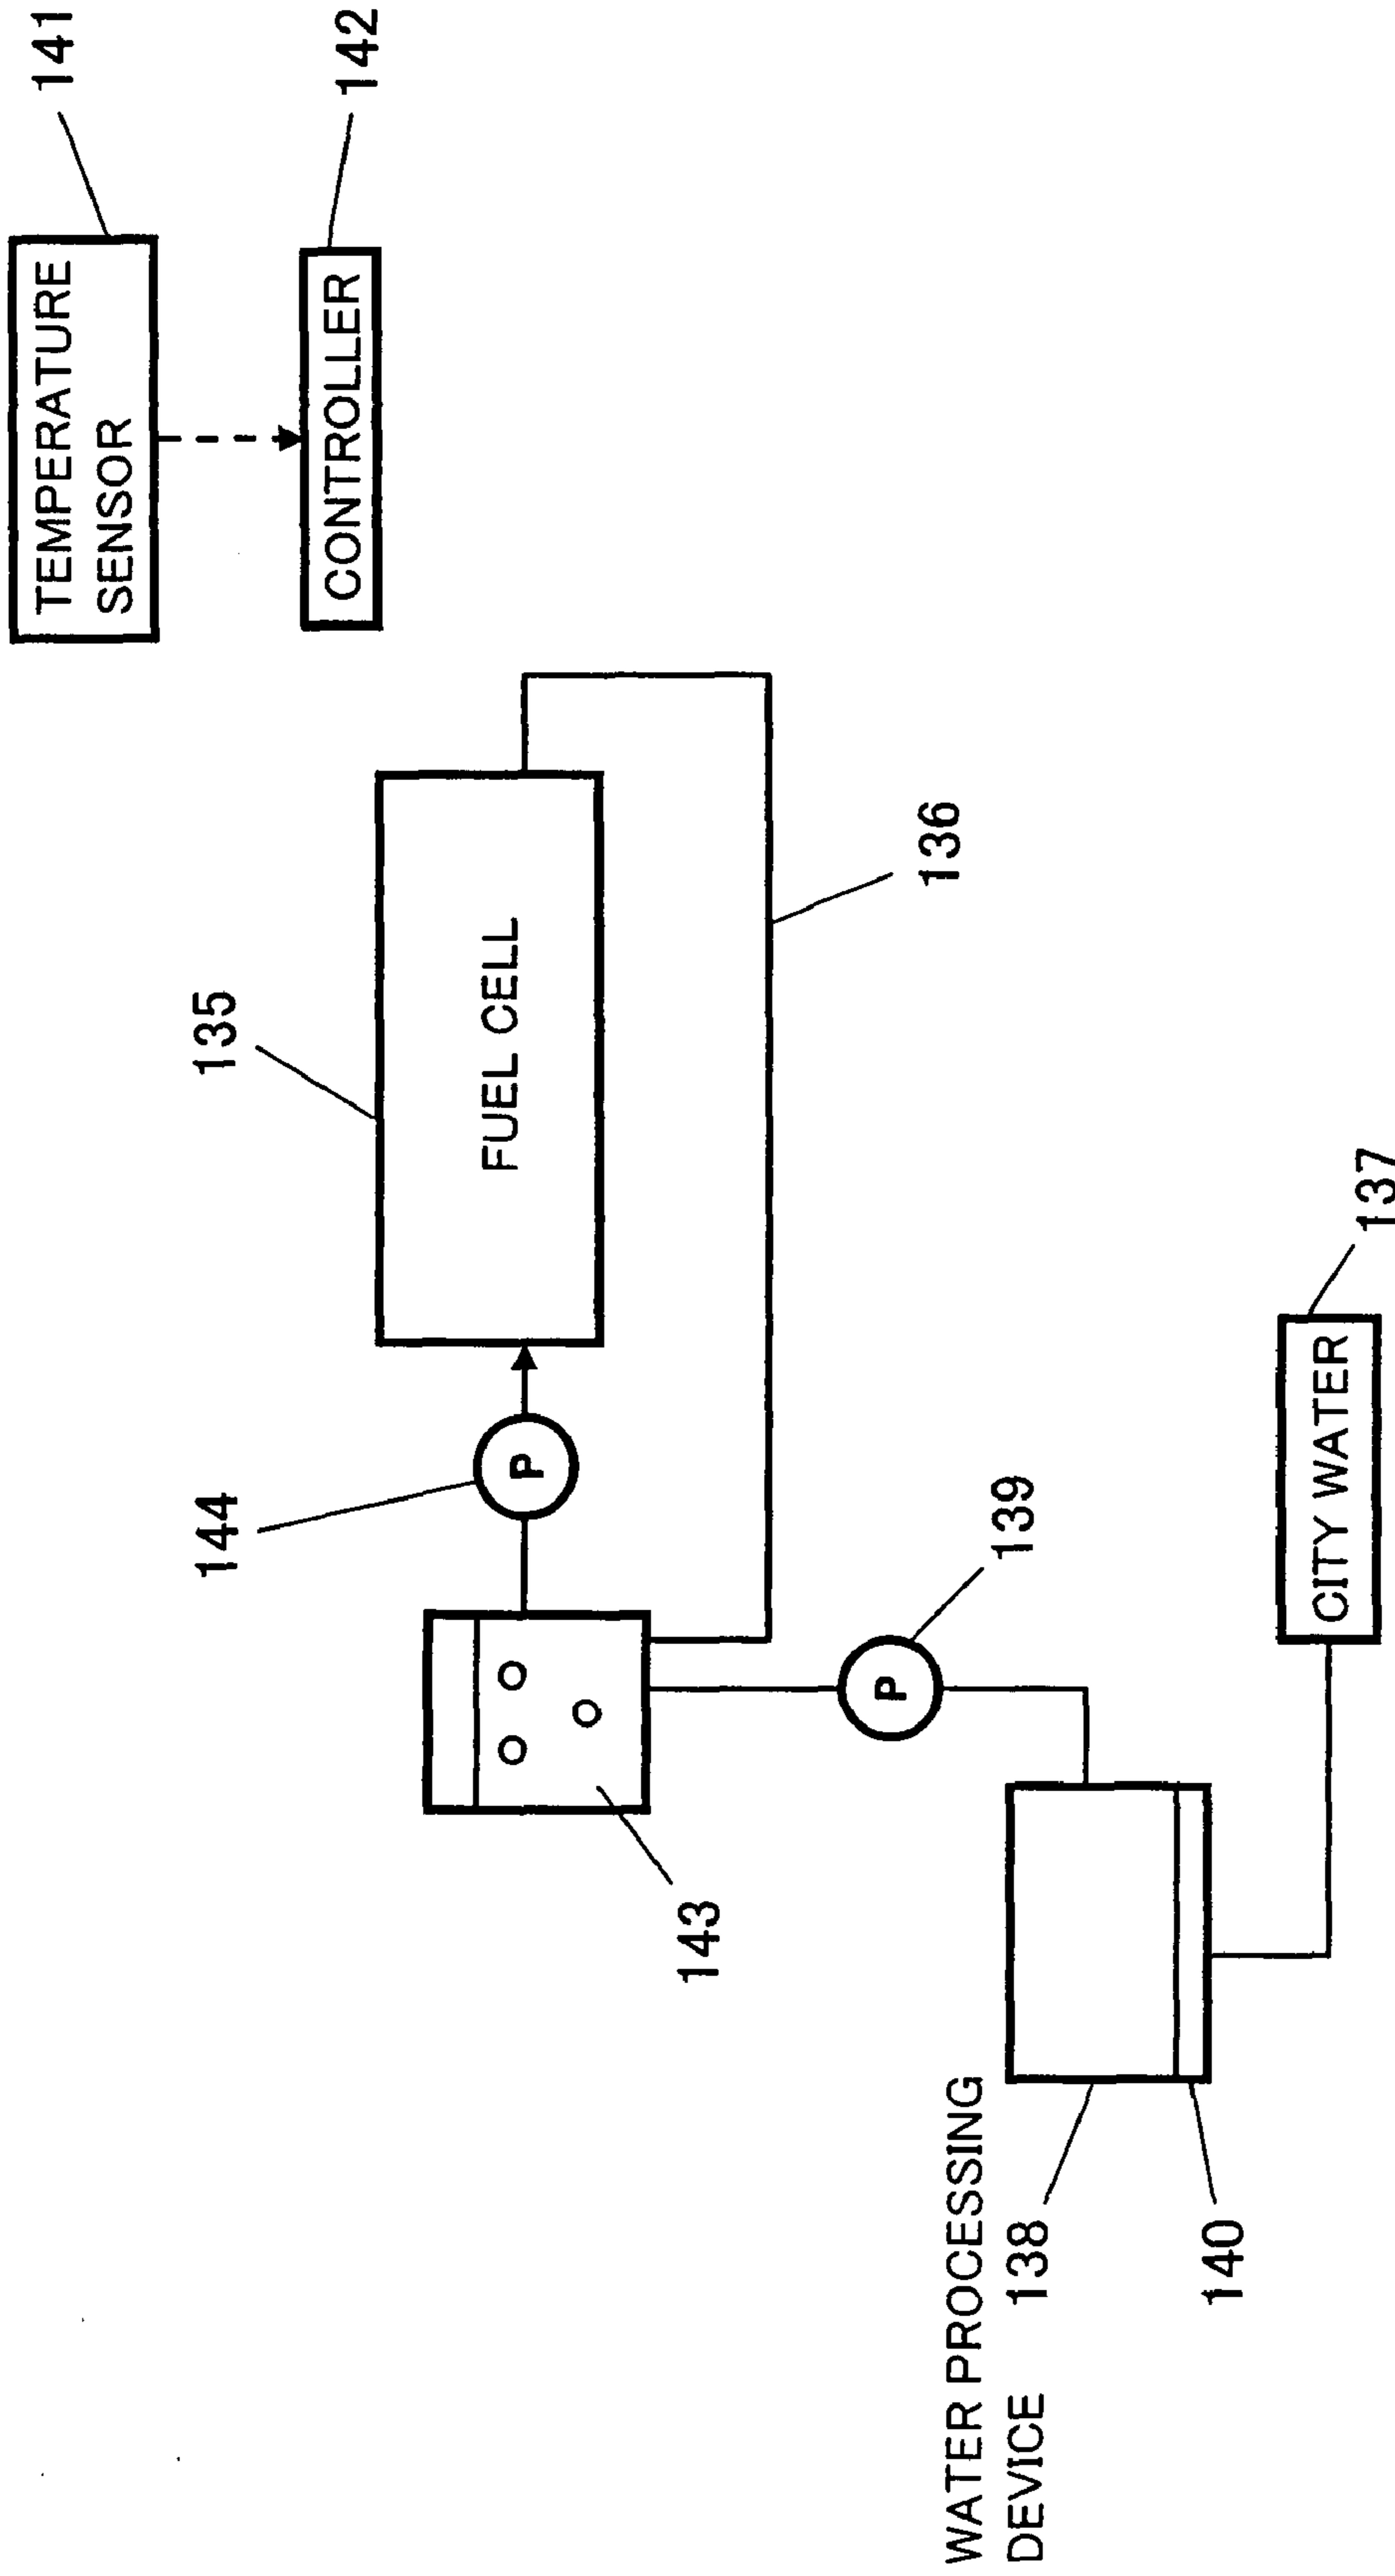 TEMPERATURE
SENSOR
141
144
135
CONTROLLER
142
FUEL CELL
P
143
P
136
WATER PROCESSING
DEVICE 138
139
140
CITY WATER
137